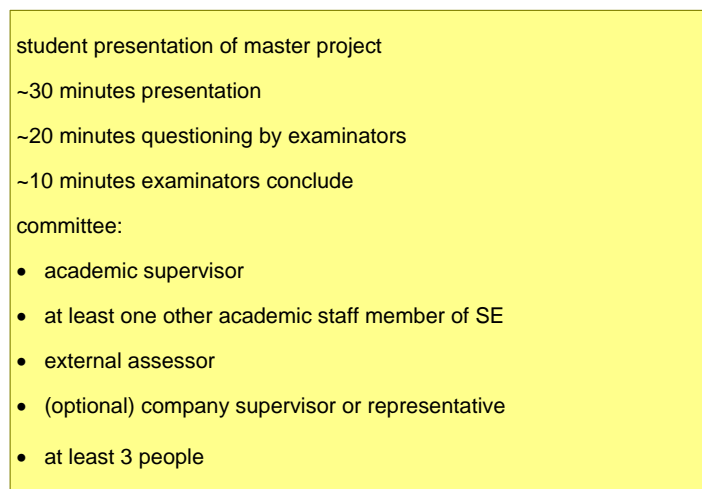 student presentation of master project
~30 minutes presentation
~20 minutes questioning by examinators
~10 minutes examinators conclude
committee:
• academic supervisor
• at least one other academic staff member of SE
• external assessor
• (optional) company supervisor or representative
• at least 3 people